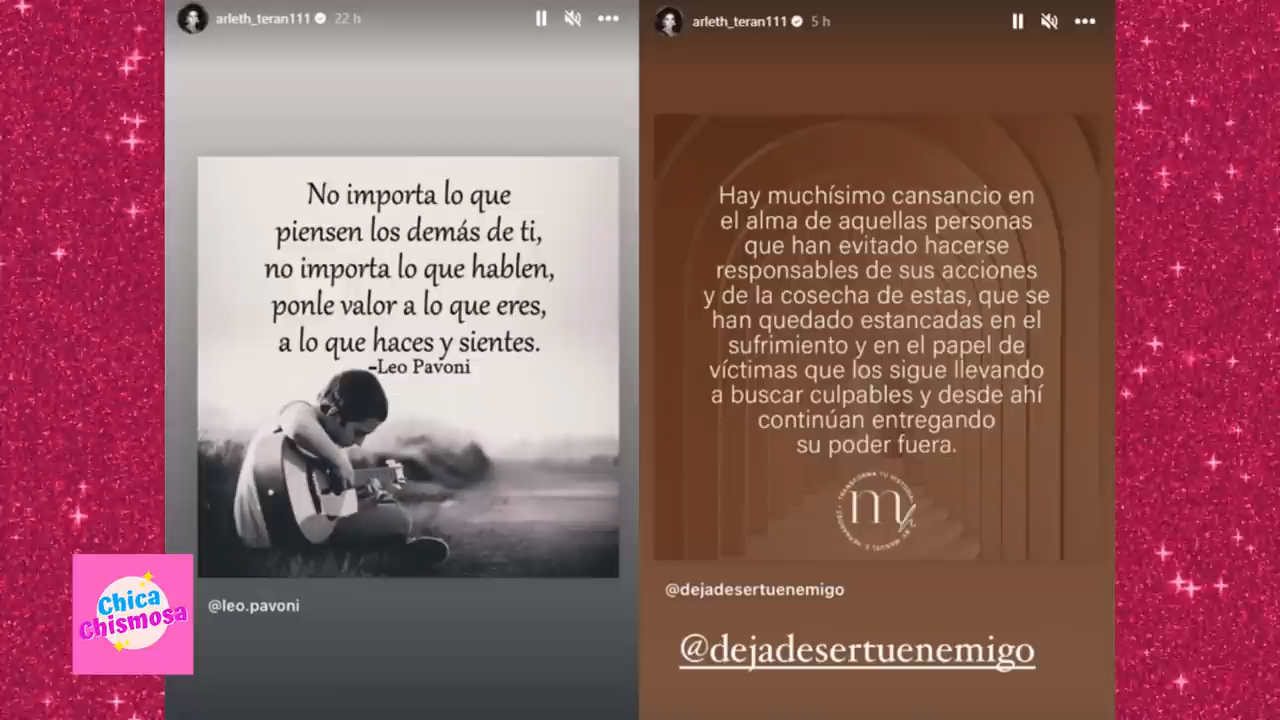 arleth_teran111 22 h
No importa lo que
piensen los demás de ti,
no importa lo que hablen,
ponle valor a lo que eres,
a lo que haces y sientes.
-Leo Pavoni
@leo.pavoni
Chica
Chismosa
arleth_teran111 5 h
Hay muchísimo cansancio en
el alma de aquellas personas
que han evitado hacerse
responsables de sus acciones
y de la cosecha de estas, que se
han quedado estancadas en el
sufrimiento y en el papel de
víctimas que los sigue llevando
a buscar culpables y desde ahí
continúan entregando
su poder fuera.
TRANSFORMA TU HISTORIA
mh
@dejadesertuenemigo
@dejadesertuenemigo